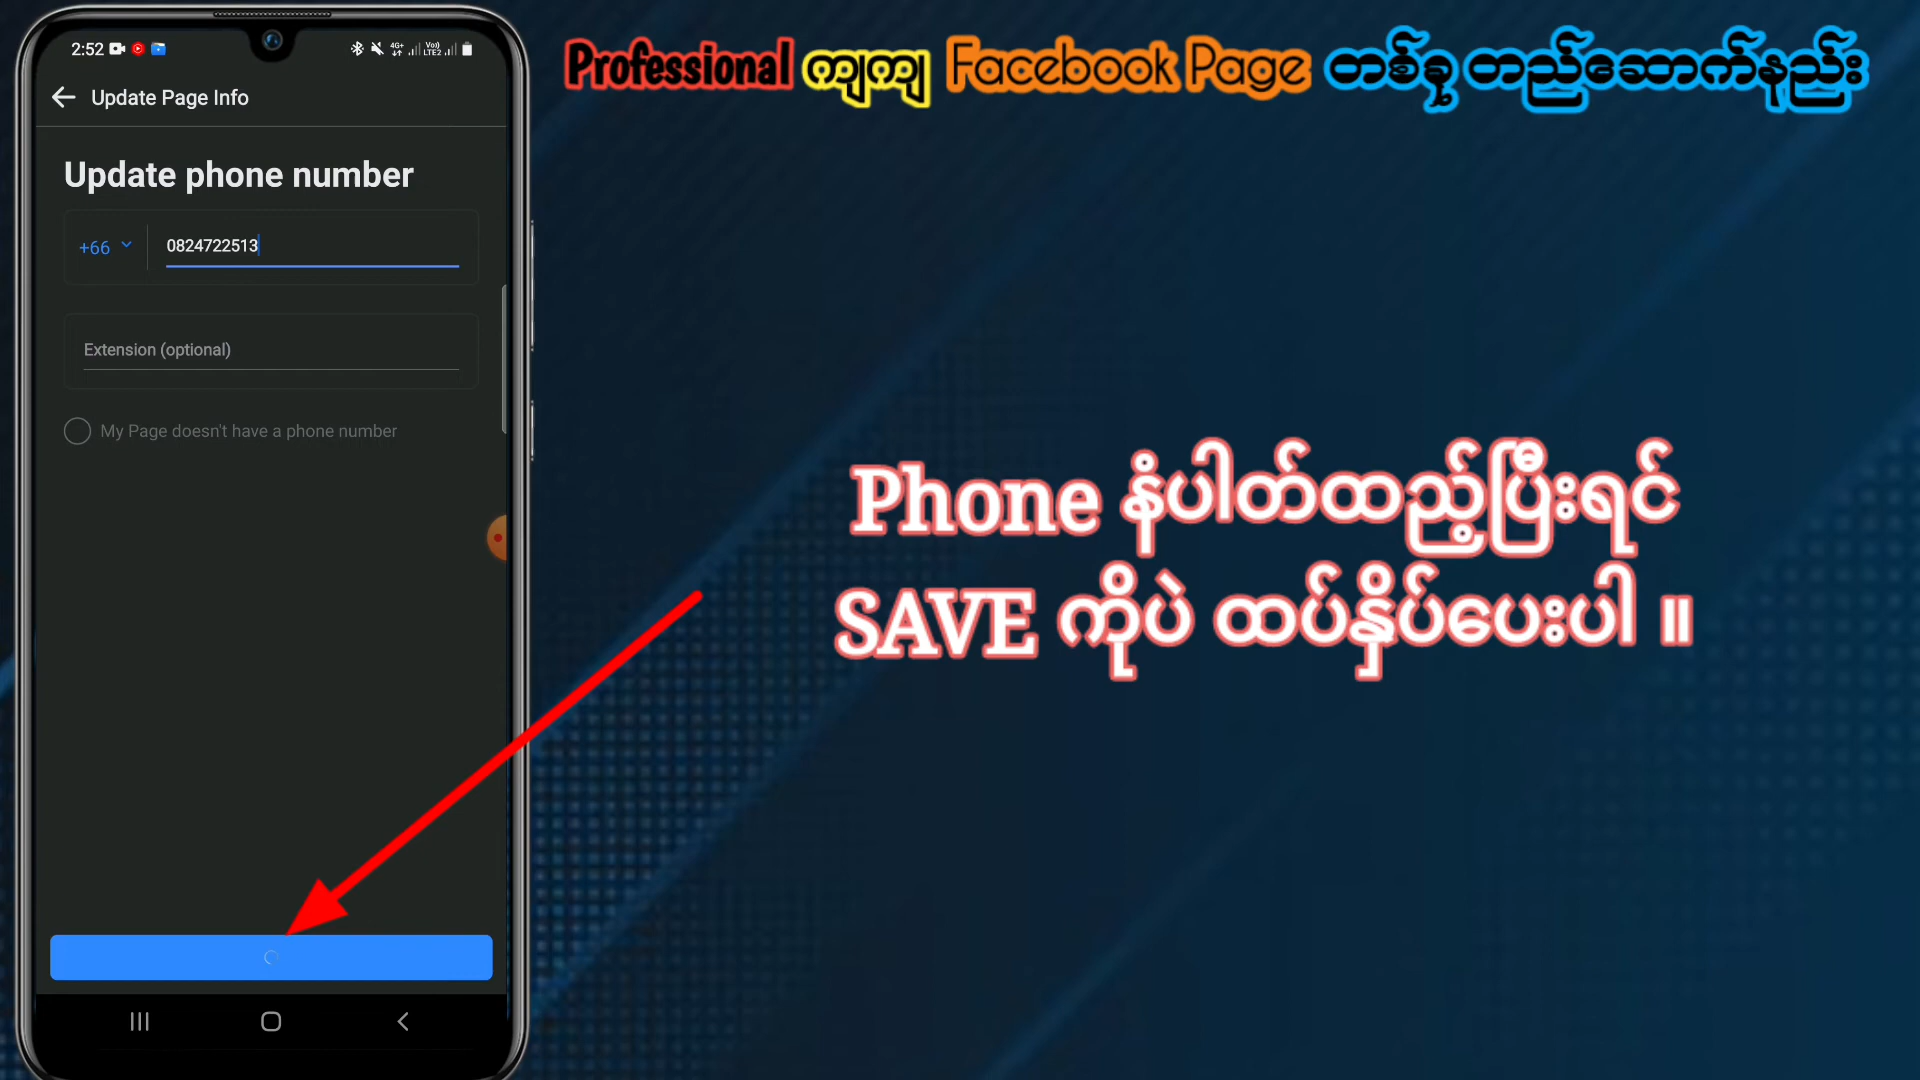 2:52
Professional ကျကျ Facebook Page တစ်ခု တည်ဆောက်နည်း
Update Page Info
Update phone number
+66 0824722513
Extension (optional)
My Page doesn't have a phone number
Phone နံပါတ်ထည့်ပြီးရင်
SAVE ကိုပဲ ထပ်နှိပ်ပေးပါ ။